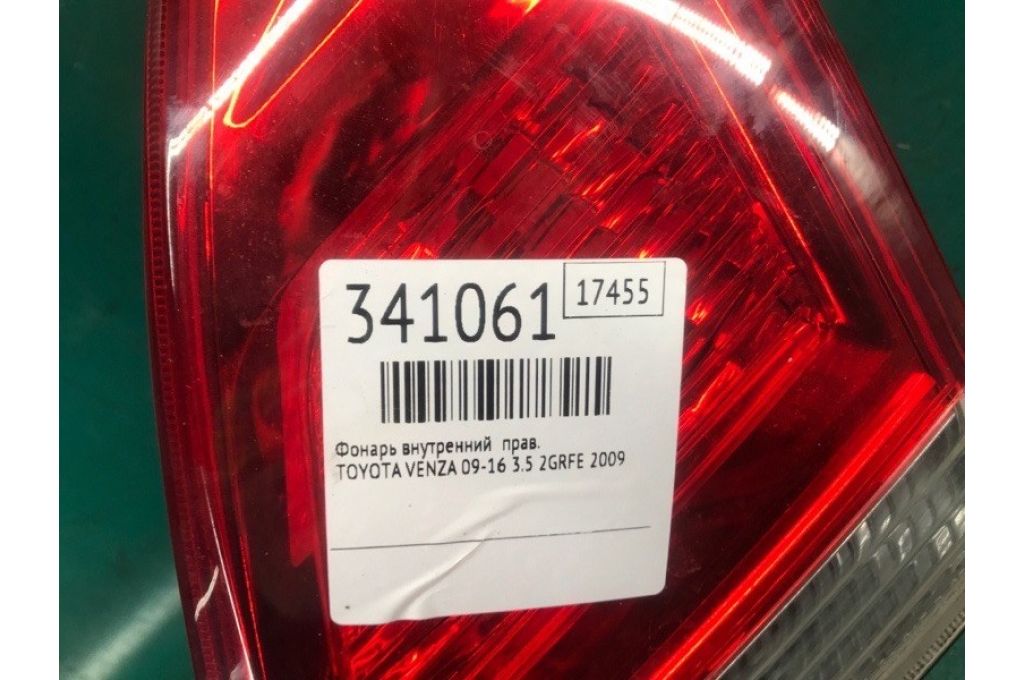 341061
17455
Фонарь внутренний прав.
TOYOTA VENZA 09-16 3.5 2GRFE 2009